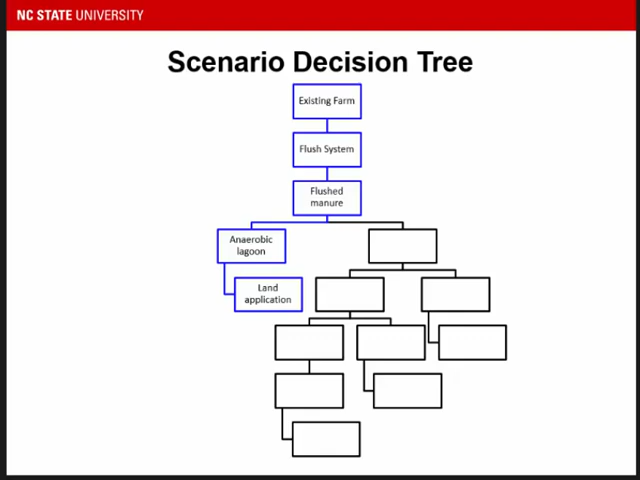 NC STATE UNIVERSITY
Scenario Decision Tree
Existing Farm
Flush System
Flushed
manure
Anaerobic
lagoon
Land
application